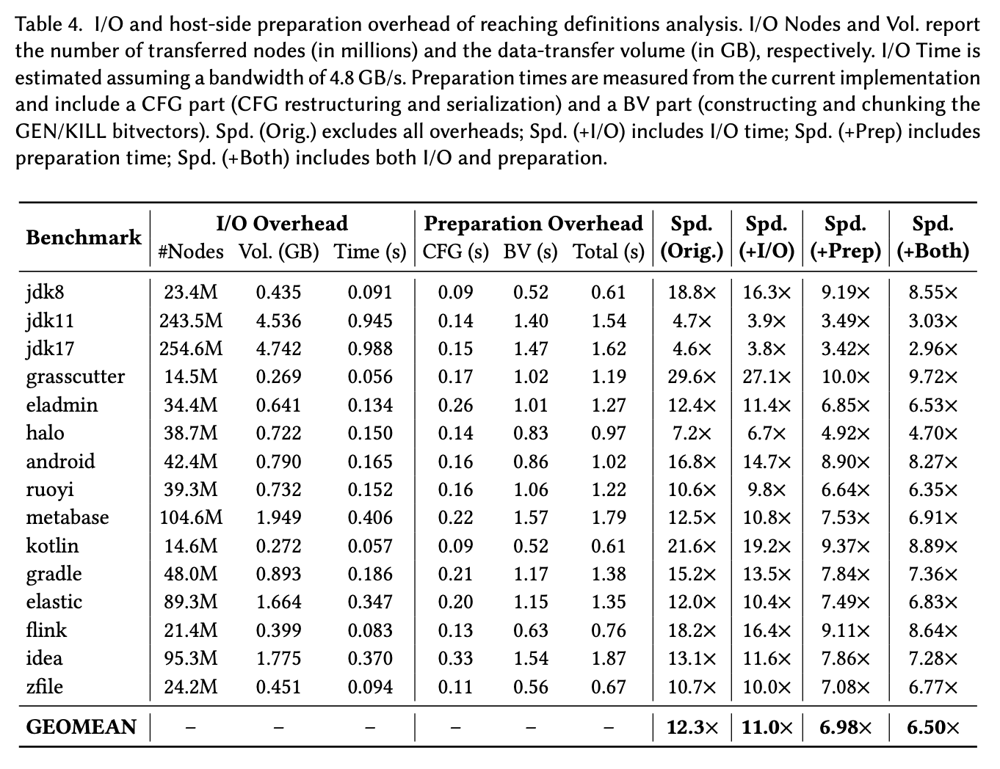 Table 4. I/O and host-side preparation overhead of reaching definitions analysis. I/O Nodes and Vol. report
the number of transferred nodes (in millions) and the data-transfer volume (in GB), respectively. I/O Time is
estimated assuming a bandwidth of 4.8 GB/s. Preparation times are measured from the current implementation
and include a CFG part (CFG restructuring and serialization) and a BV part (constructing and chunking the
GEN/KILL bitvectors). Spd. (Orig.) excludes all overheads; Spd. (+I/O) includes I/O time; Spd. (+Prep) includes
preparation time; Spd. (+Both) includes both I/O and preparation.
Benchmark I/O Overhead Preparation Overhead Spd. Spd. Spd. Spd.
#Nodes Vol. (GB) Time (s) CFG (s) BV (s) Total (s) (Orig.) (+I/O) (+Prep) (+Both)
jdk8 23.4M 0.435 0.091 0.09 0.52 0.61 18.8× 16.3× 9.19× 8.55×
jdk11 243.5M 4.536 0.945 0.14 1.40 1.54 4.7× 3.9× 3.49× 3.03×
jdk17 254.6M 4.742 0.988 0.15 1.47 1.62 4.6× 3.8× 3.42× 2.96×
grasscutter 14.5M 0.269 0.056 0.17 1.02 1.19 29.6× 27.1× 10.0× 9.72×
eladmin 34.4M 0.641 0.134 0.26 1.01 1.27 12.4× 11.4× 6.85× 6.53×
halo 38.7M 0.722 0.150 0.14 0.83 0.97 7.2× 6.7× 4.92× 4.70×
android 42.4M 0.790 0.165 0.16 0.86 1.02 16.8× 14.7× 8.90× 8.27×
ruoyi 39.3M 0.732 0.152 0.16 1.06 1.22 10.6× 9.8× 6.64× 6.35×
metabase 104.6M 1.949 0.406 0.22 1.57 1.79 12.5× 10.8× 7.53× 6.91×
kotlin 14.6M 0.272 0.057 0.09 0.52 0.61 21.6× 19.2× 9.37× 8.89×
gradle 48.0M 0.893 0.186 0.21 1.17 1.38 15.2× 13.5× 7.84× 7.36×
elastic 89.3M 1.664 0.347 0.20 1.15 1.35 12.0× 10.4× 7.49× 6.83×
flink 21.4M 0.399 0.083 0.13 0.63 0.76 18.2× 16.4× 9.11× 8.64×
idea 95.3M 1.775 0.370 0.33 1.54 1.87 13.1× 11.6× 7.86× 7.28×
zfile 24.2M 0.451 0.094 0.11 0.56 0.67 10.7× 10.0× 7.08× 6.77×
GEOMEAN – – – – – – 12.3× 11.0× 6.98× 6.50×